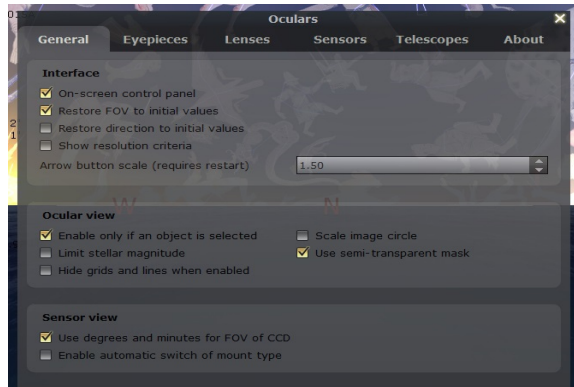 Oculars
General Eyepieces Lenses Sensors Telescopes About
Interface
On-screen control panel
Restore FOV to initial values
Restore direction to initial values
Show resolution criteria
Arrow button scale (requires restart) 1.50
W N
Ocular view
Enable only if an object is selected Scale image circle
Limit stellar magnitude Use semi-transparent mask
Hide grids and lines when enabled
Sensor view
Use degrees and minutes for FOV of CCD
Enable automatic switch of mount type